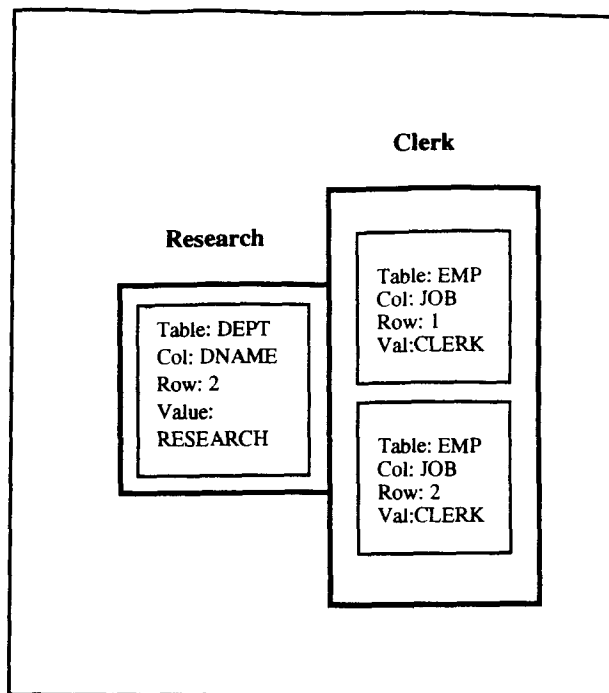 Clerk
Research
Table: EMP
Col: JOB
Row: 1
Val:CLERK
Table: DEPT
Col: DNAME
Row: 2
Value:
RESEARCH
Table: EMP
Col: JOB
Row: 2
Val:CLERK